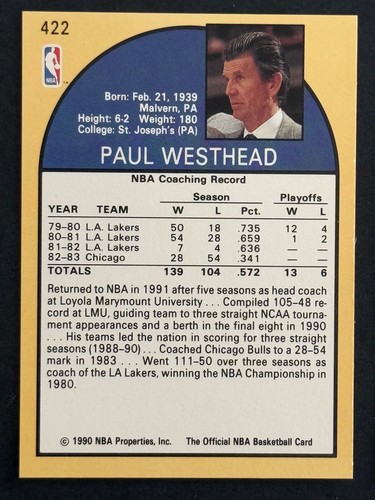 422
NBA
Born: Feb. 21, 1939
Malvern, PA
Height: 6-2 Weight: 180
College: St. Joseph's (PA)
PAUL WESTHEAD
NBA Coaching Record
Season Playoffs
YEAR TEAM W L Pct. W L
79-80 L.A. Lakers 50 18 .735 12 4
80-81 L.A. Lakers 54 28 .659 1 2
81-82 L.A. Lakers 7 4 .636 — —
82-83 Chicago 28 54 .341 — —
TOTALS 139 104 .572 13 6
Returned to NBA in 1991 after five seasons as head coach
at Loyola Marymount University . . . Compiled 105-48 re-
cord at LMU, guiding team to three straight NCAA tourna-
ment appearances and a berth in the final eight in 1990
. . . His teams led the nation in scoring for three straight
seasons (1988-90) . . . Coached Chicago Bulls to a 28-54
mark in 1983 . . . Went 111-50 over three seasons as
coach of the LA Lakers, winning the NBA Championship in
1980.
© 1990 NBA Properties, Inc. The Official NBA Basketball Card